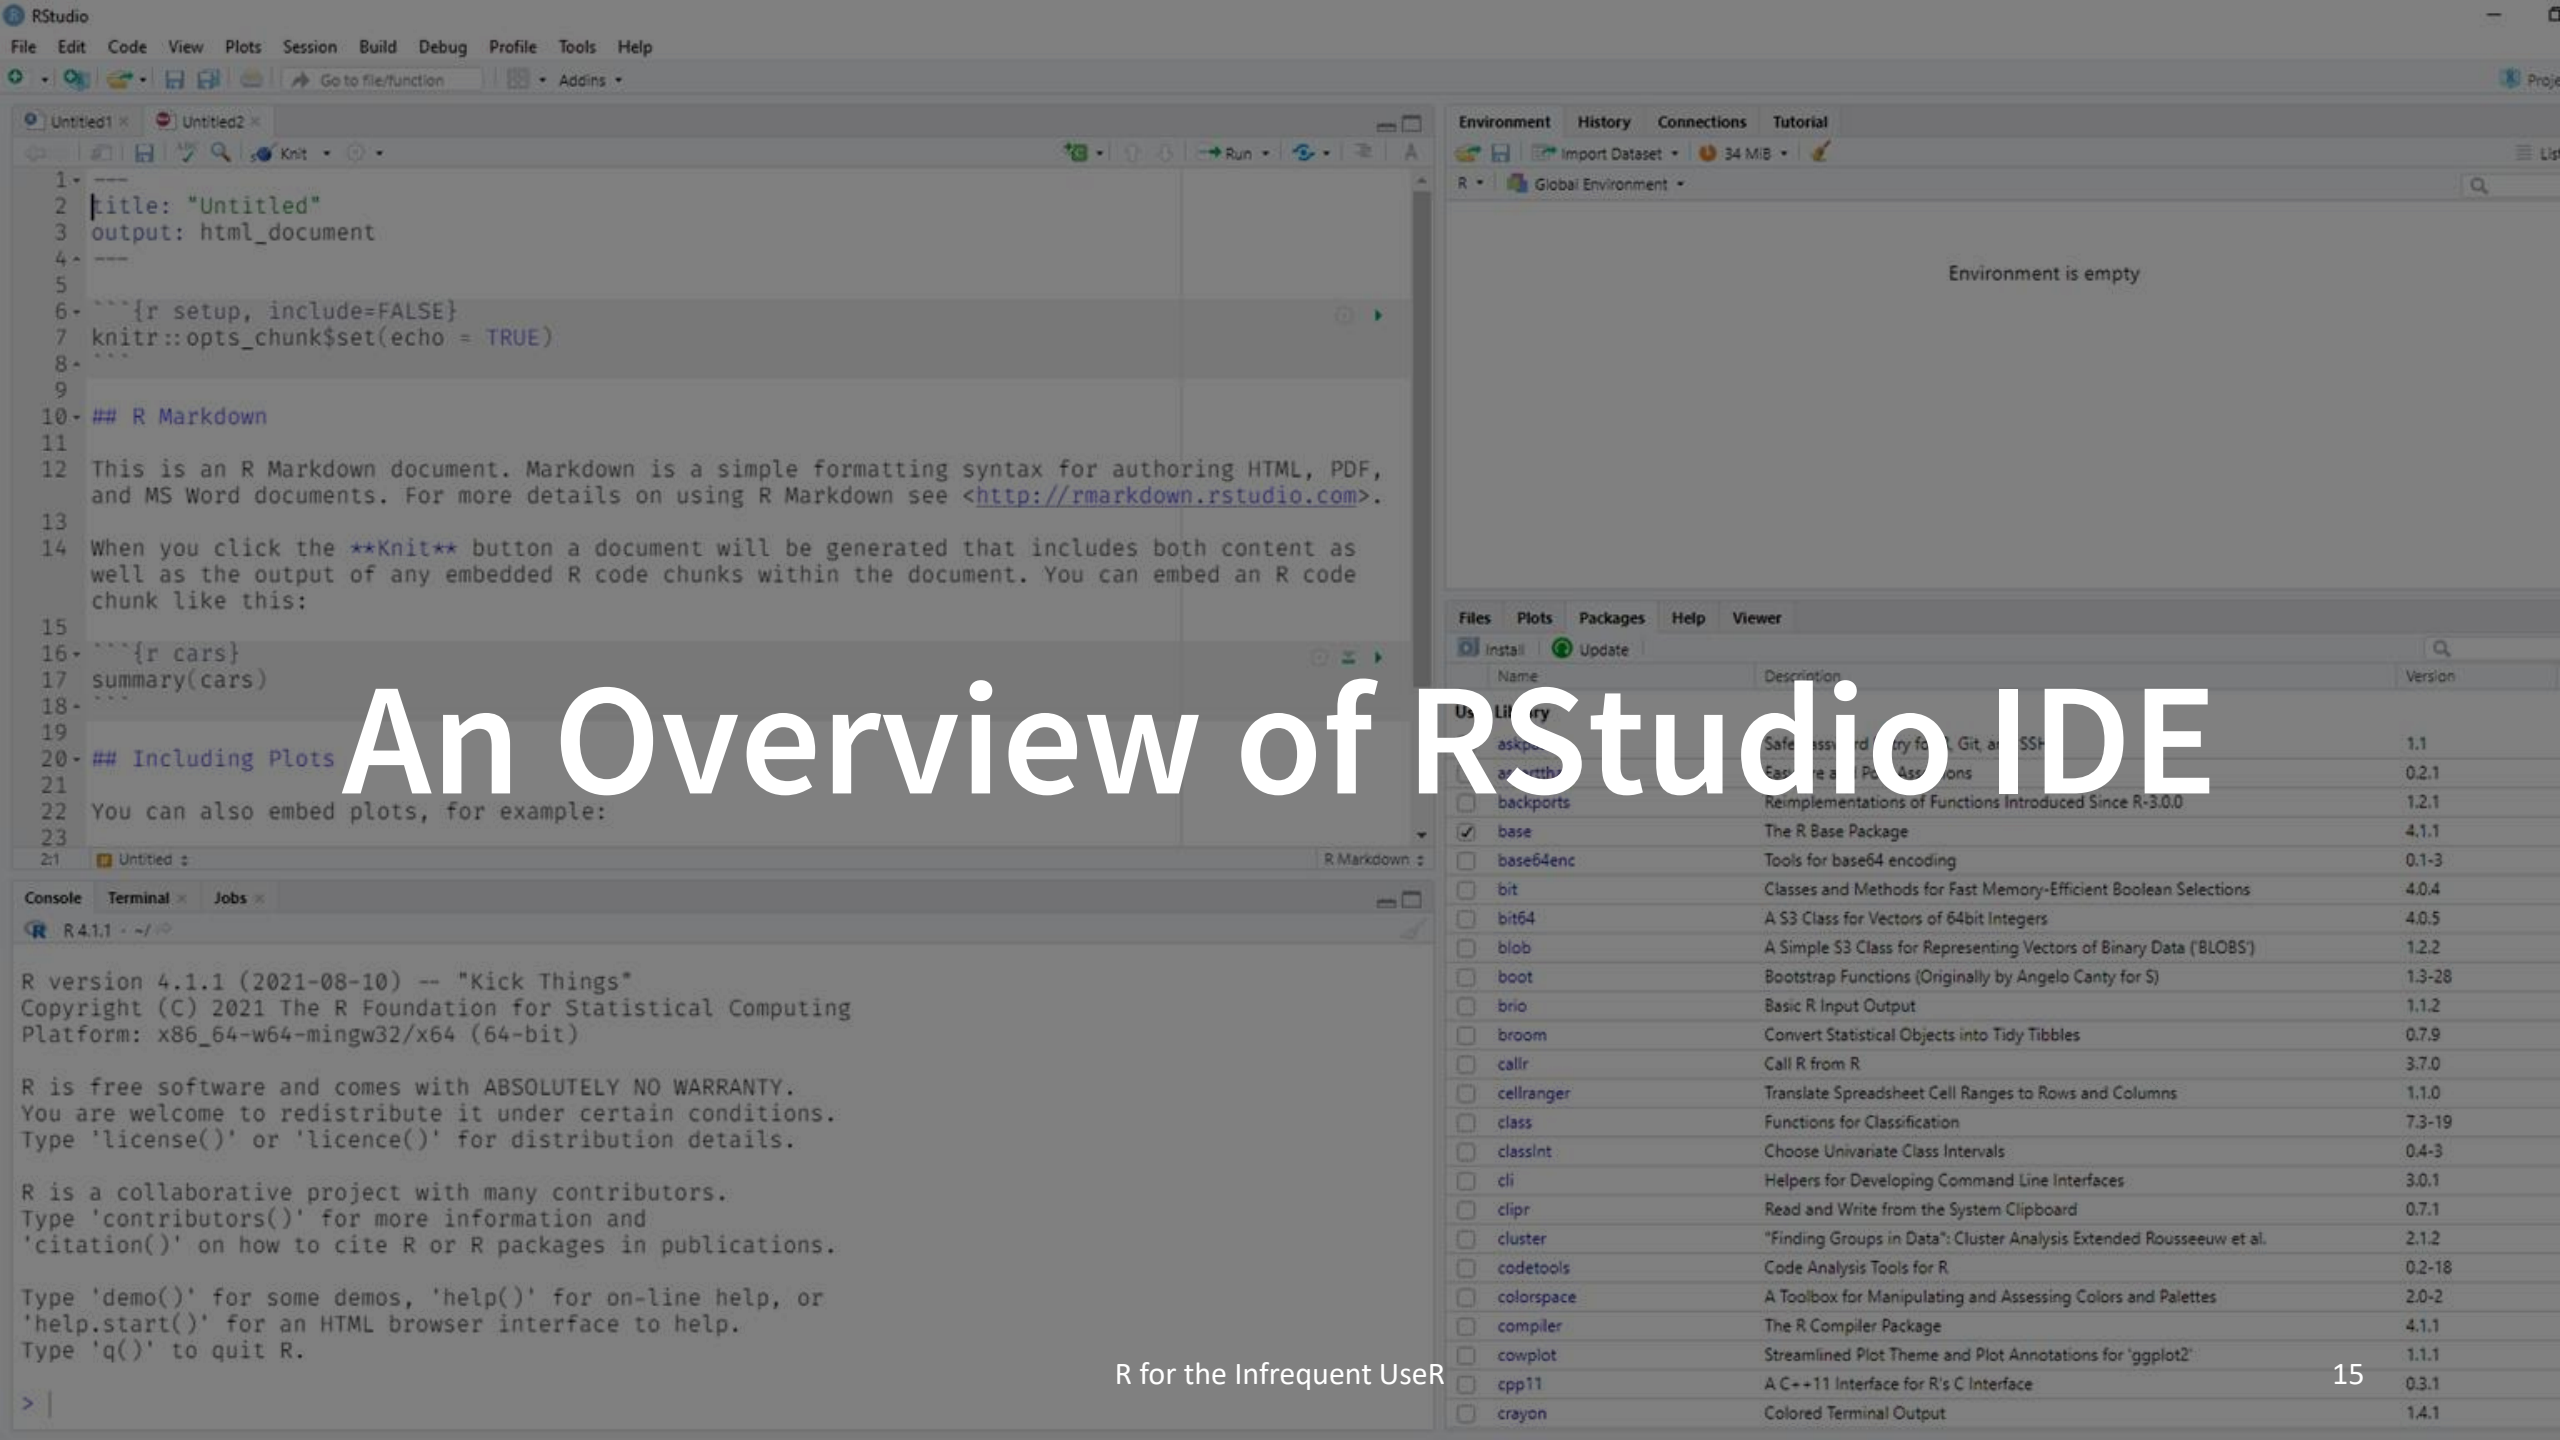 RStudio
File Edit Code View Plots Session Build Debug Profile Tools Help
Go to file/function Addins
Untitled1 Untitled2
Knit Run
1 ---
2 title: "Untitled"
3 output: html_document
4 ---
5
6 ```{r setup, include=FALSE}
7 knitr::opts_chunk$set(echo = TRUE)
8 ```
9
10 ## R Markdown
11
12 This is an R Markdown document. Markdown is a simple formatting syntax for authoring HTML, PDF,
and MS Word documents. For more details on using R Markdown see <http://rmarkdown.rstudio.com>.
13
14 When you click the **Knit** button a document will be generated that includes both content as
well as the output of any embedded R code chunks within the document. You can embed an R code
chunk like this:
15
16 ```{r cars}
17 summary(cars)
18 ```
19
20 ## Including Plots
21
22 You can also embed plots, for example:
23
2:1 Untitled R Markdown
Console Terminal Jobs
R 4.1.1 · ~/
R version 4.1.1 (2021-08-10) -- "Kick Things"
Copyright (C) 2021 The R Foundation for Statistical Computing
Platform: x86_64-w64-mingw32/x64 (64-bit)
R is free software and comes with ABSOLUTELY NO WARRANTY.
You are welcome to redistribute it under certain conditions.
Type 'license()' or 'licence()' for distribution details.
R is a collaborative project with many contributors.
Type 'contributors()' for more information and
'citation()' on how to cite R or R packages in publications.
Type 'demo()' for some demos, 'help()' for on-line help, or
'help.start()' for an HTML browser interface to help.
Type 'q()' to quit R.
>
Environment History Connections Tutorial
Import Dataset 34 MiB
R Global Environment
Environment is empty
Files Plots Packages Help Viewer
Install Update
Name Description Version
An Overview of RStudio IDE
1.1
0.2.1
backports Reimplementations of Functions Introduced Since R-3.0.0 1.2.1
base The R Base Package 4.1.1
base64enc Tools for base64 encoding 0.1-3
bit Classes and Methods for Fast Memory-Efficient Boolean Selections 4.0.4
bit64 A S3 Class for Vectors of 64bit Integers 4.0.5
blob A Simple S3 Class for Representing Vectors of Binary Data ('BLOBS') 1.2.2
boot Bootstrap Functions (Originally by Angelo Canty for S) 1.3-28
brio Basic R Input Output 1.1.2
broom Convert Statistical Objects into Tidy Tibbles 0.7.9
callr Call R from R 3.7.0
cellranger Translate Spreadsheet Cell Ranges to Rows and Columns 1.1.0
class Functions for Classification 7.3-19
classInt Choose Univariate Class Intervals 0.4-3
cli Helpers for Developing Command Line Interfaces 3.0.1
clipr Read and Write from the System Clipboard 0.7.1
cluster "Finding Groups in Data": Cluster Analysis Extended Rousseeuw et al. 2.1.2
codetools Code Analysis Tools for R 0.2-18
colorspace A Toolbox for Manipulating and Assessing Colors and Palettes 2.0-2
compiler The R Compiler Package 4.1.1
cowplot Streamlined Plot Theme and Plot Annotations for 'ggplot2' 1.1.1
cpp11 A C++11 Interface for R's C Interface 0.3.1
crayon Colored Terminal Output 1.4.1
R for the Infrequent UseR
15